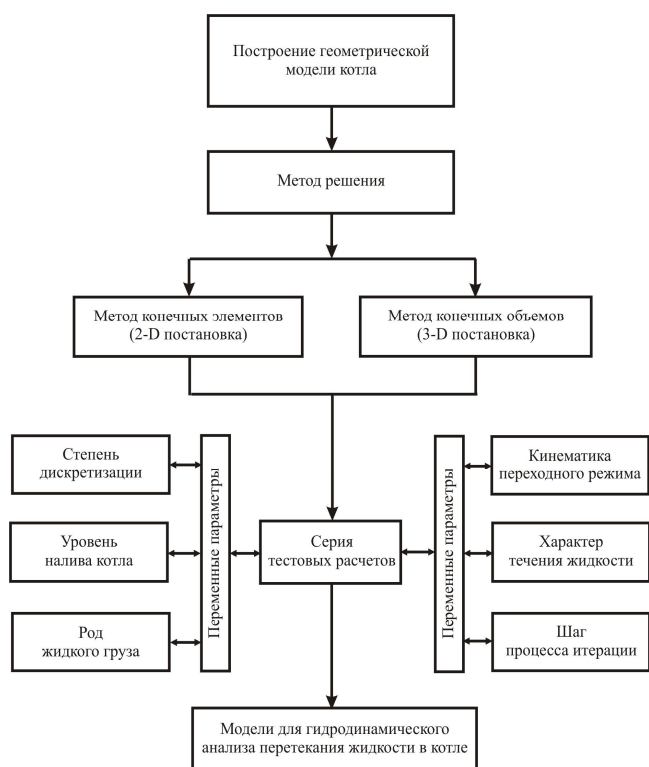 Построение геометрической
модели котла
Метод решения
Метод конечных элементов
(2-D постановка)
Метод конечных объемов
(3-D постановка)
Степень
дискретизации
Уровень
налива котла
Род
жидкого груза
Переменные параметры
Серия
тестовых расчетов
Переменные параметры
Кинематика
переходного режима
Характер
течения жидкости
Шаг
процесса итерации
Модели для гидродинамического
анализа перетекания жидкости в котле